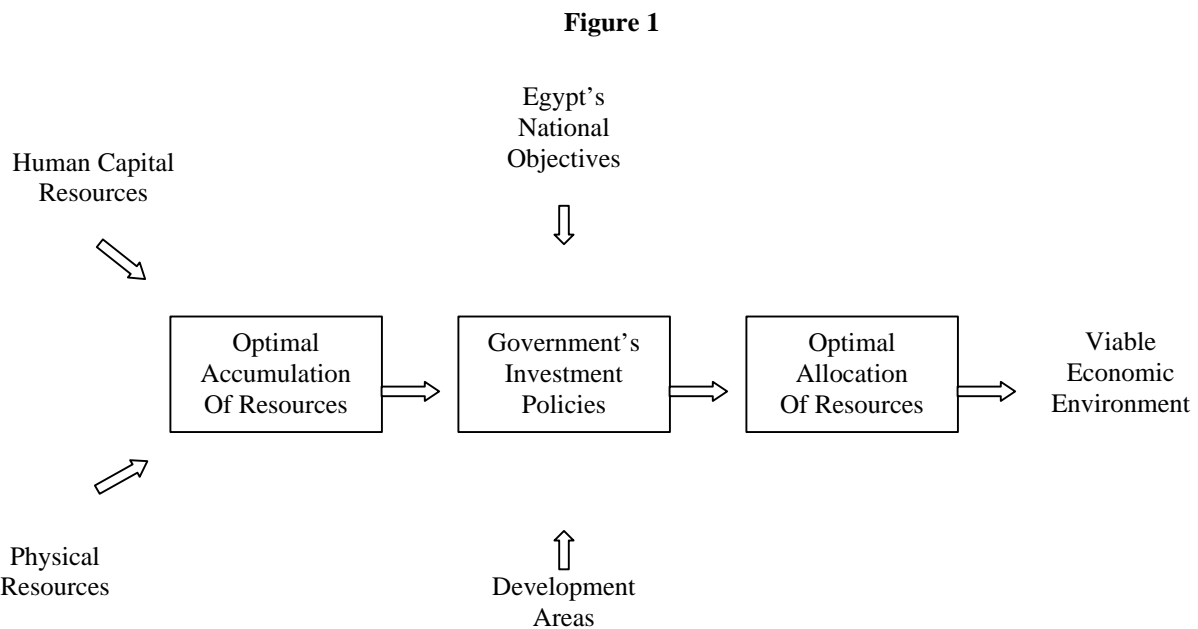 Figure 1
Egypt’s
National
Objectives
Human Capital
Resources
Optimal
Accumulation
Of Resources
Government’s
Investment
Policies
Optimal
Allocation
Of Resources
Viable
Economic
Environment
Physical
Resources
Development
Areas